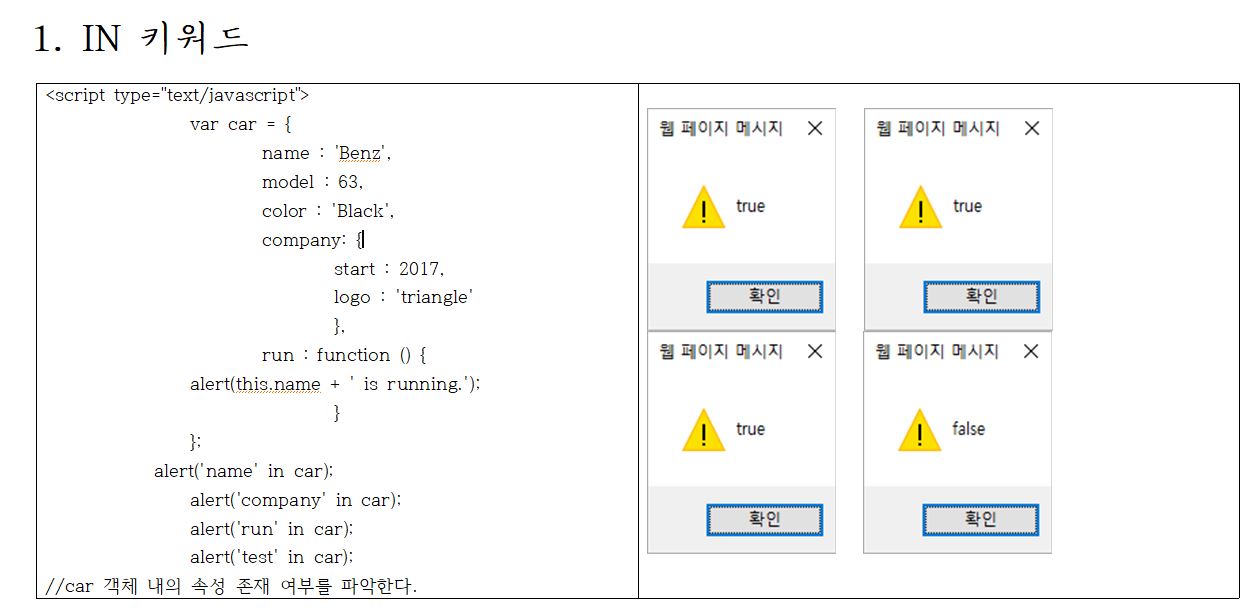 1. IN 키워드
<script type="text/javascript">
var car = {
name : 'Benz',
model : 63,
color : 'Black',
company: {
start : 2017,
logo : 'triangle'
},
run : function () {
alert(this.name + ' is running.');
}
};
alert('name' in car);
alert('company' in car);
alert('run' in car);
alert('test' in car);
//car 객체 내의 속성 존재 여부를 파악한다.
웹 페이지 메시지
true
확인
웹 페이지 메시지
true
확인
웹 페이지 메시지
true
확인
웹 페이지 메시지
false
확인